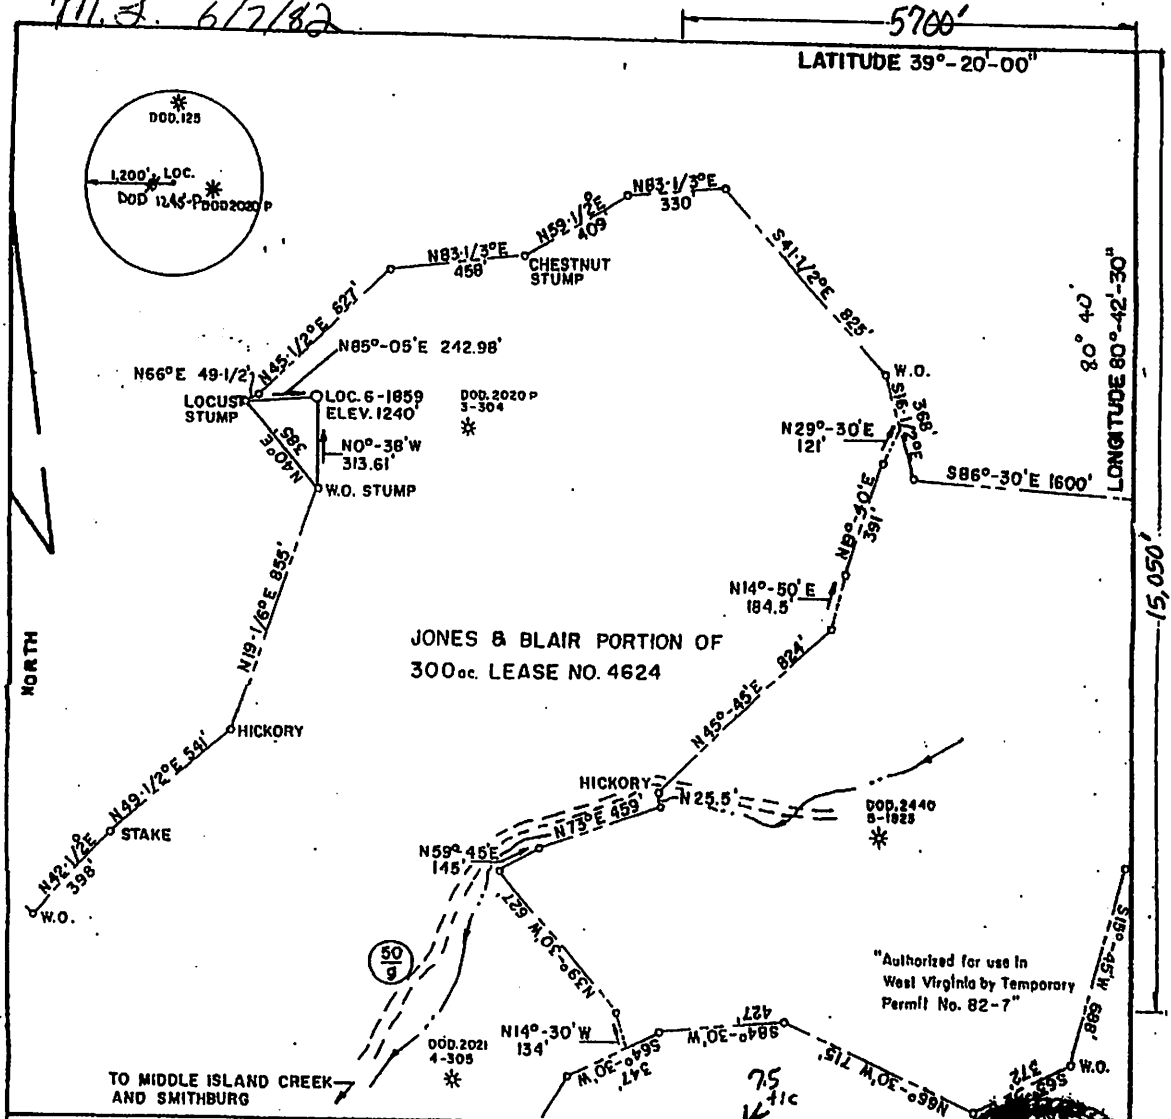 6/7/82
5700'
LATITUDE 39°-20'-00"
DOD.125
1,200' LOC.
DOD 1245-P DOD2020 P
N83-1/3°E
330'
N59-1/2°E
409'
N83-1/3°E
458'
CHESTNUT
STUMP
S41-1/2°E 825'
N45-1/2°E 627'
N85°-05'E 242.98'
N66°E 49-1/2'
LOCUST
STUMP
LOC. 6-1859
ELEV. 1240'
DOD.2020 P
3-304
W.O.
S16-1/2°E
368'
80° 40'
LONGITUDE 80°-42'-30"
N40°E
385'
N0°-38'W
313.61'
W.O. STUMP
N29°-30'E
121'
S86°-30'E 1600'
N19-1/6°E 855'
391'
N14°-50'E
184.5'
15,050'
JONES & BLAIR PORTION OF
300ac. LEASE NO. 4624
NORTH
N45°-45'E 824'
HICKORY
N49-1/2°E 541'
HICKORY
N25.5'
DOD.2440
STAKE
N73°E 459'
N42-1/2°E
398'
W.O.
N59°-45'E
145'
N39°-30'W 627'
50
9
S15°-45'W 688'
"Authorized for use in
West Virginia by Temporary
Permit No. 82-7"
N14°-30'W
134'
S84°-30'W
427'
DOD.2021
4-305
S64°-30'W
347'
N66°-30'W 715'
W.O.
372'
TO MIDDLE ISLAND CREEK
AND SMITHBURG
7.5